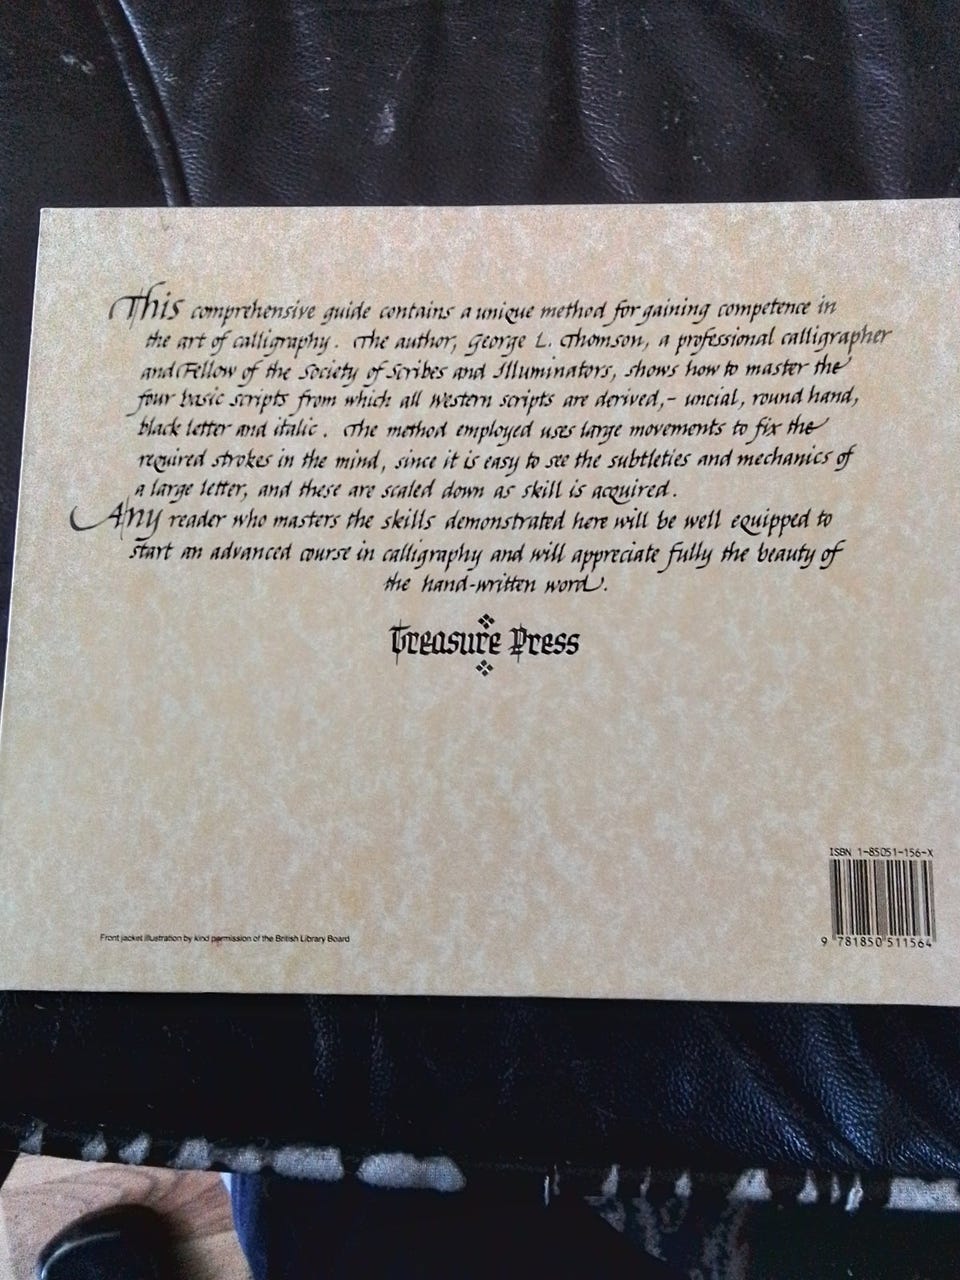 This comprehensive guide contains a unique method for gaining competence in
the art of calligraphy. The author, George L. Thomson, a professional calligrapher
and Fellow of the Society of Scribes and Illuminators, shows how to master the
four basic scripts from which all Western scripts are derived,- uncial, round hand,
black letter and italic. The method employed uses large movements to fix the
required strokes in the mind, since it is easy to see the subtleties and mechanics of
a large letter, and these are scaled down as skill is acquired.
Any reader who masters the skills demonstrated here will be well equipped to
start an advanced course in calligraphy and will appreciate fully the beauty of
the hand-written word.
Treasure Press
ISBN 1-85051-156-X
9 781850 511564
Front jacket illustration by kind permission of the British Library Board